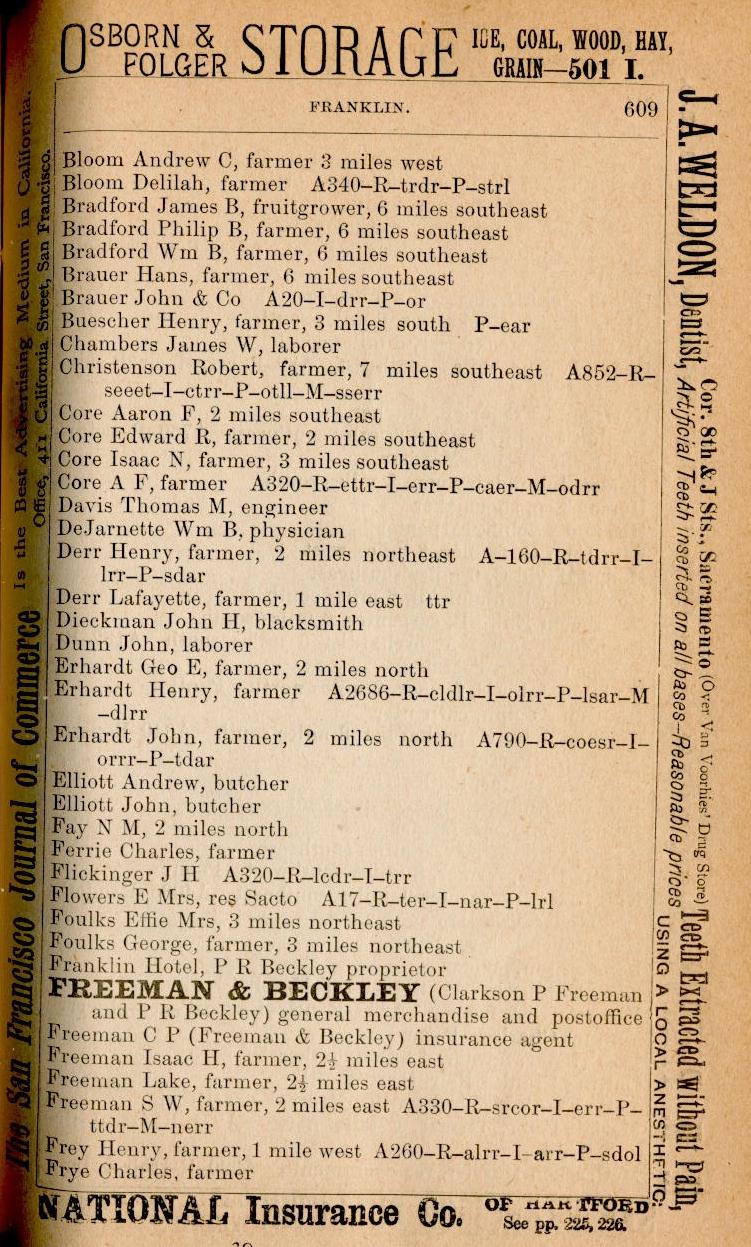 OSBORN & FOLGER STORAGE ICE, COAL, WOOD, HAY, GRAIN—501 I.
FRANKLIN. 609
Bloom Andrew C, farmer 3 miles west
Bloom Delilah, farmer A340–R–trdr–P–strl
Bradford James B, fruitgrower, 6 miles southeast
Bradford Philip B, farmer, 6 miles southeast
Bradford Wm B, farmer, 6 miles southeast
Brauer Hans, farmer, 6 miles southeast
Brauer John & Co A20–I–drr–P–or
Buescher Henry, farmer, 3 miles south P–ear
Chambers James W, laborer
Christenson Robert, farmer, 7 miles southeast A852–R–
seeet–I–ctrr–P–otll–M–sserr
Core Aaron F, 2 miles southeast
Core Edward R, farmer, 2 miles southeast
Core Isaac N, farmer, 3 miles southeast
Core A F, farmer A320–R–ettr–I–err–P–caer–M–odrr
Davis Thomas M, engineer
DeJarnette Wm B, physician
Derr Henry, farmer, 2 miles northeast A–160–R–tdrr–I–
lrr–P–sdar
Derr Lafayette, farmer, 1 mile east ttr
Dieckman John H, blacksmith
Dunn John, laborer
Erhardt Geo E, farmer, 2 miles north
Erhardt Henry, farmer A2686–R–cldlr–I–olrr–P–lsar–M
–dlrr
Erhardt John, farmer, 2 miles north A790–R–coesr–I–
orrr–P–tdar
Elliott Andrew, butcher
Elliott John, butcher
Fay N M, 2 miles north
Ferrie Charles, farmer
Flickinger J H A320–R–lcdr–I–trr
Flowers E Mrs, res Sacto A17–R–ter–I–nar–P–lrl
Foulks Effie Mrs, 3 miles northeast
Foulks George, farmer, 3 miles northeast
Franklin Hotel, P R Beckley proprietor
FREEMAN & BECKLEY (Clarkson P Freeman
and P R Beckley) general merchandise and postoffice
Freeman C P (Freeman & Beckley) insurance agent
Freeman Isaac H, farmer, 2½ miles east
Freeman Lake, farmer, 2½ miles east
Freeman S W, farmer, 2 miles east A330–R–srcor–I–err–P–
ttdr–M–nerr
Frey Henry, farmer, 1 mile west A260–R–alrr–I–arr–P–sdol
Frye Charles, farmer
NATIONAL Insurance Co. OF HARTFORD
See pp. 225, 226.
The San Francisco Journal of Commerce Is the Best Advertising Medium in California.
Office, 411 California Street, San Francisco.
J. A. WELDON, Dentist, Cor. 8th & J Sts., Sacramento (Over Van Voorhies' Drug Store)
Artificial Teeth inserted on all bases—Reasonable prices
Teeth Extracted Without Pain,
USING A LOCAL ANESTHETIC.